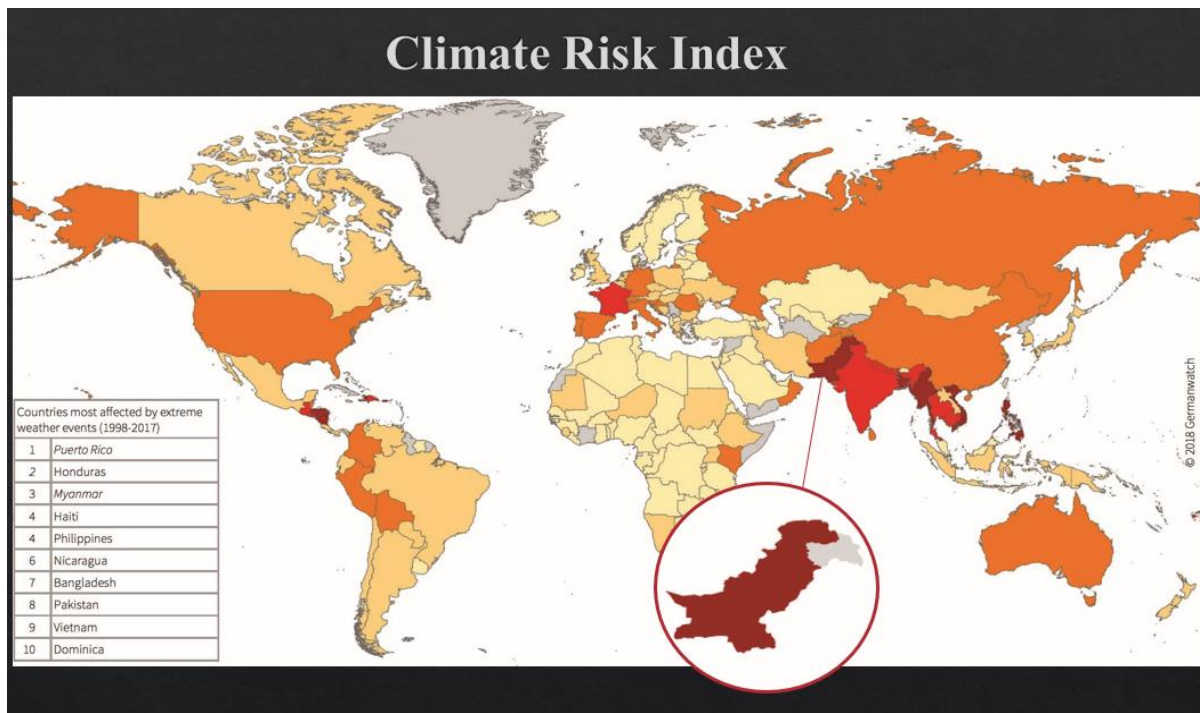 Climate Risk Index
Countries most affected by extreme
weather events (1998-2017)
1 Puerto Rico
2 Honduras
3 Myanmar
4 Haiti
4 Philippines
6 Nicaragua
7 Bangladesh
8 Pakistan
9 Vietnam
10 Dominica
© 2018 Germanwatch